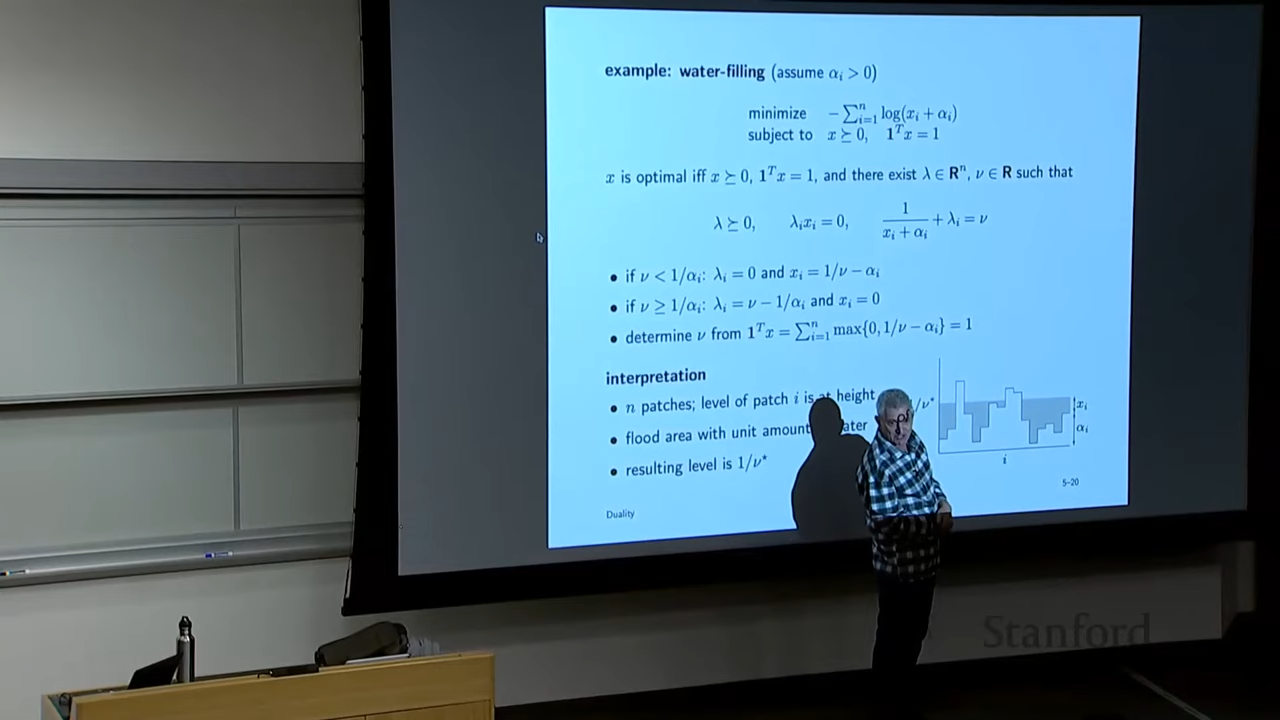 example: water-filling (assume αᵢ > 0)
minimize −∑ⁿᵢ₌₁ log(xᵢ + αᵢ)
subject to x ⪰ 0, 1ᵀx = 1
x is optimal iff x ⪰ 0, 1ᵀx = 1, and there exist λ ∈ Rⁿ, ν ∈ R such that
λ ⪰ 0, λᵢxᵢ = 0, 1/(xᵢ + αᵢ) + λᵢ = ν
• if ν < 1/αᵢ: λᵢ = 0 and xᵢ = 1/ν − αᵢ
• if ν ≥ 1/αᵢ: λᵢ = ν − 1/αᵢ and xᵢ = 0
• determine ν from 1ᵀx = ∑ⁿᵢ₌₁ max{0, 1/ν − αᵢ} = 1
interpretation
• n patches; level of patch i is at height
• flood area with unit amount
• resulting level is 1/ν⋆
/ν⋆
xᵢ
αᵢ
i
5–20
Duality
Stanford